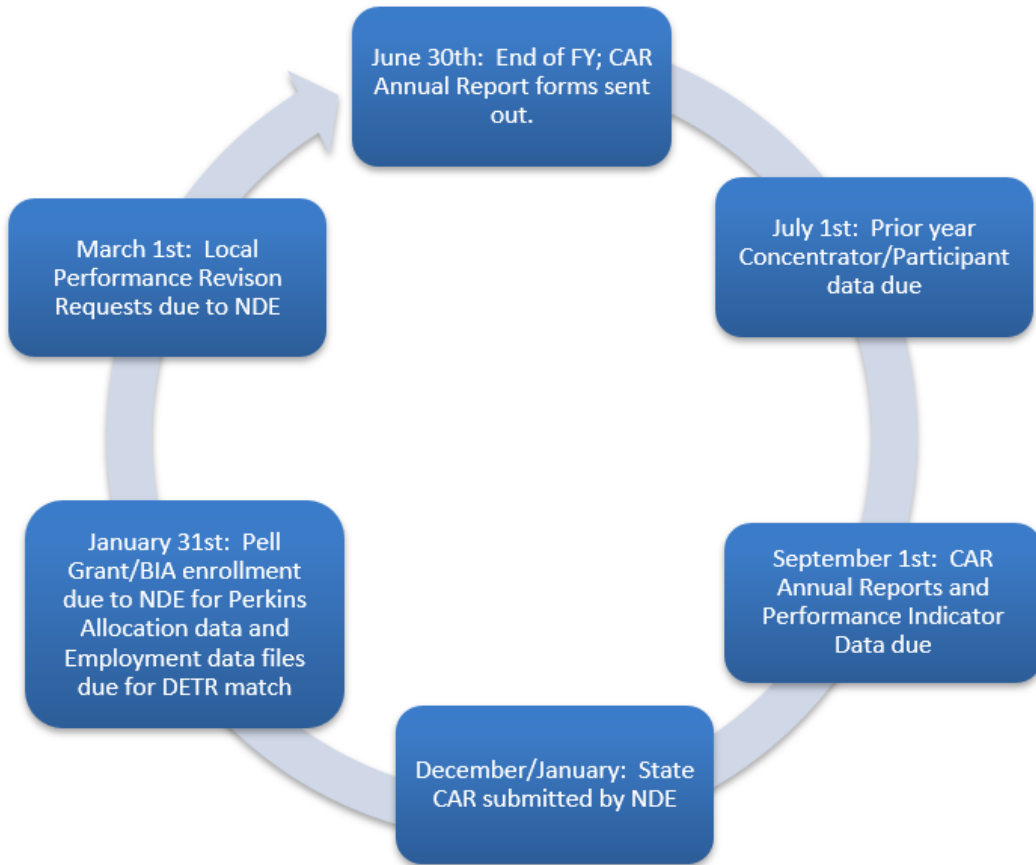 June 30th:  End of FY; CAR
Annual Report forms sent
out.
July 1st:  Prior year
Concentrator/Participant
data due
September 1st:  CAR
Annual Reports and
Performance Indicator
Data due
December/January:  State
CAR submitted by NDE
January 31st:  Pell
Grant/BIA enrollment
due to NDE for Perkins
Allocation data and
Employment data files
due for DETR match
March 1st:  Local
Performance Revison
Requests due to NDE